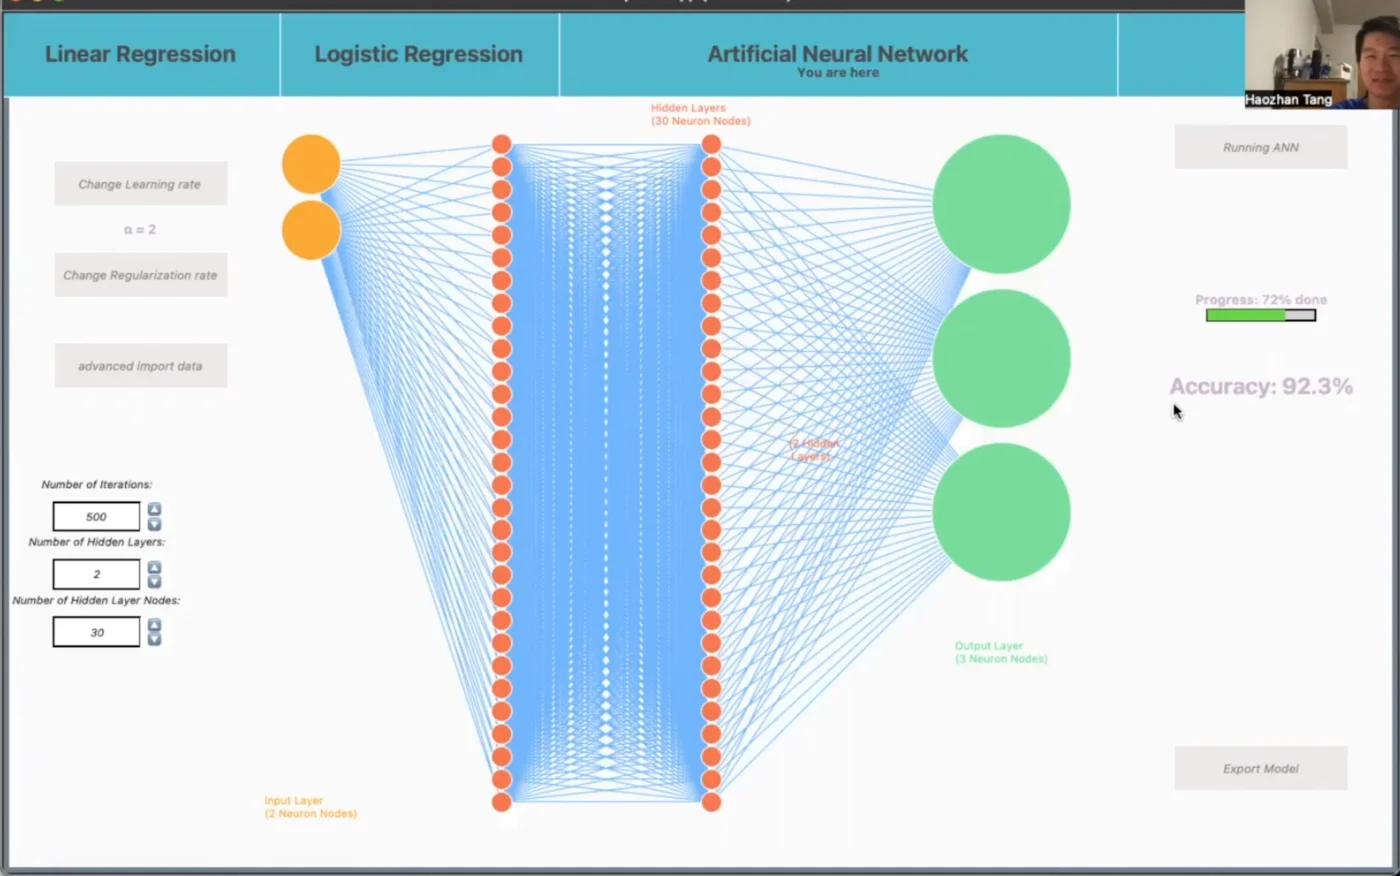 Linear Regression
Logistic Regression
Artificial Neural Network
You are here
Haozhan Tang
Hidden Layers
(30 Neuron Nodes)
Running ANN
Change Learning rate
α = 2
Change Regularization rate
Progress: 72% done
advanced import data
Accuracy: 92.3%
(2 Hidden
Layers)
Number of Iterations:
500
Number of Hidden Layers:
2
Number of Hidden Layer Nodes:
30
Output Layer
(3 Neuron Nodes)
Export Model
Input Layer
(2 Neuron Nodes)